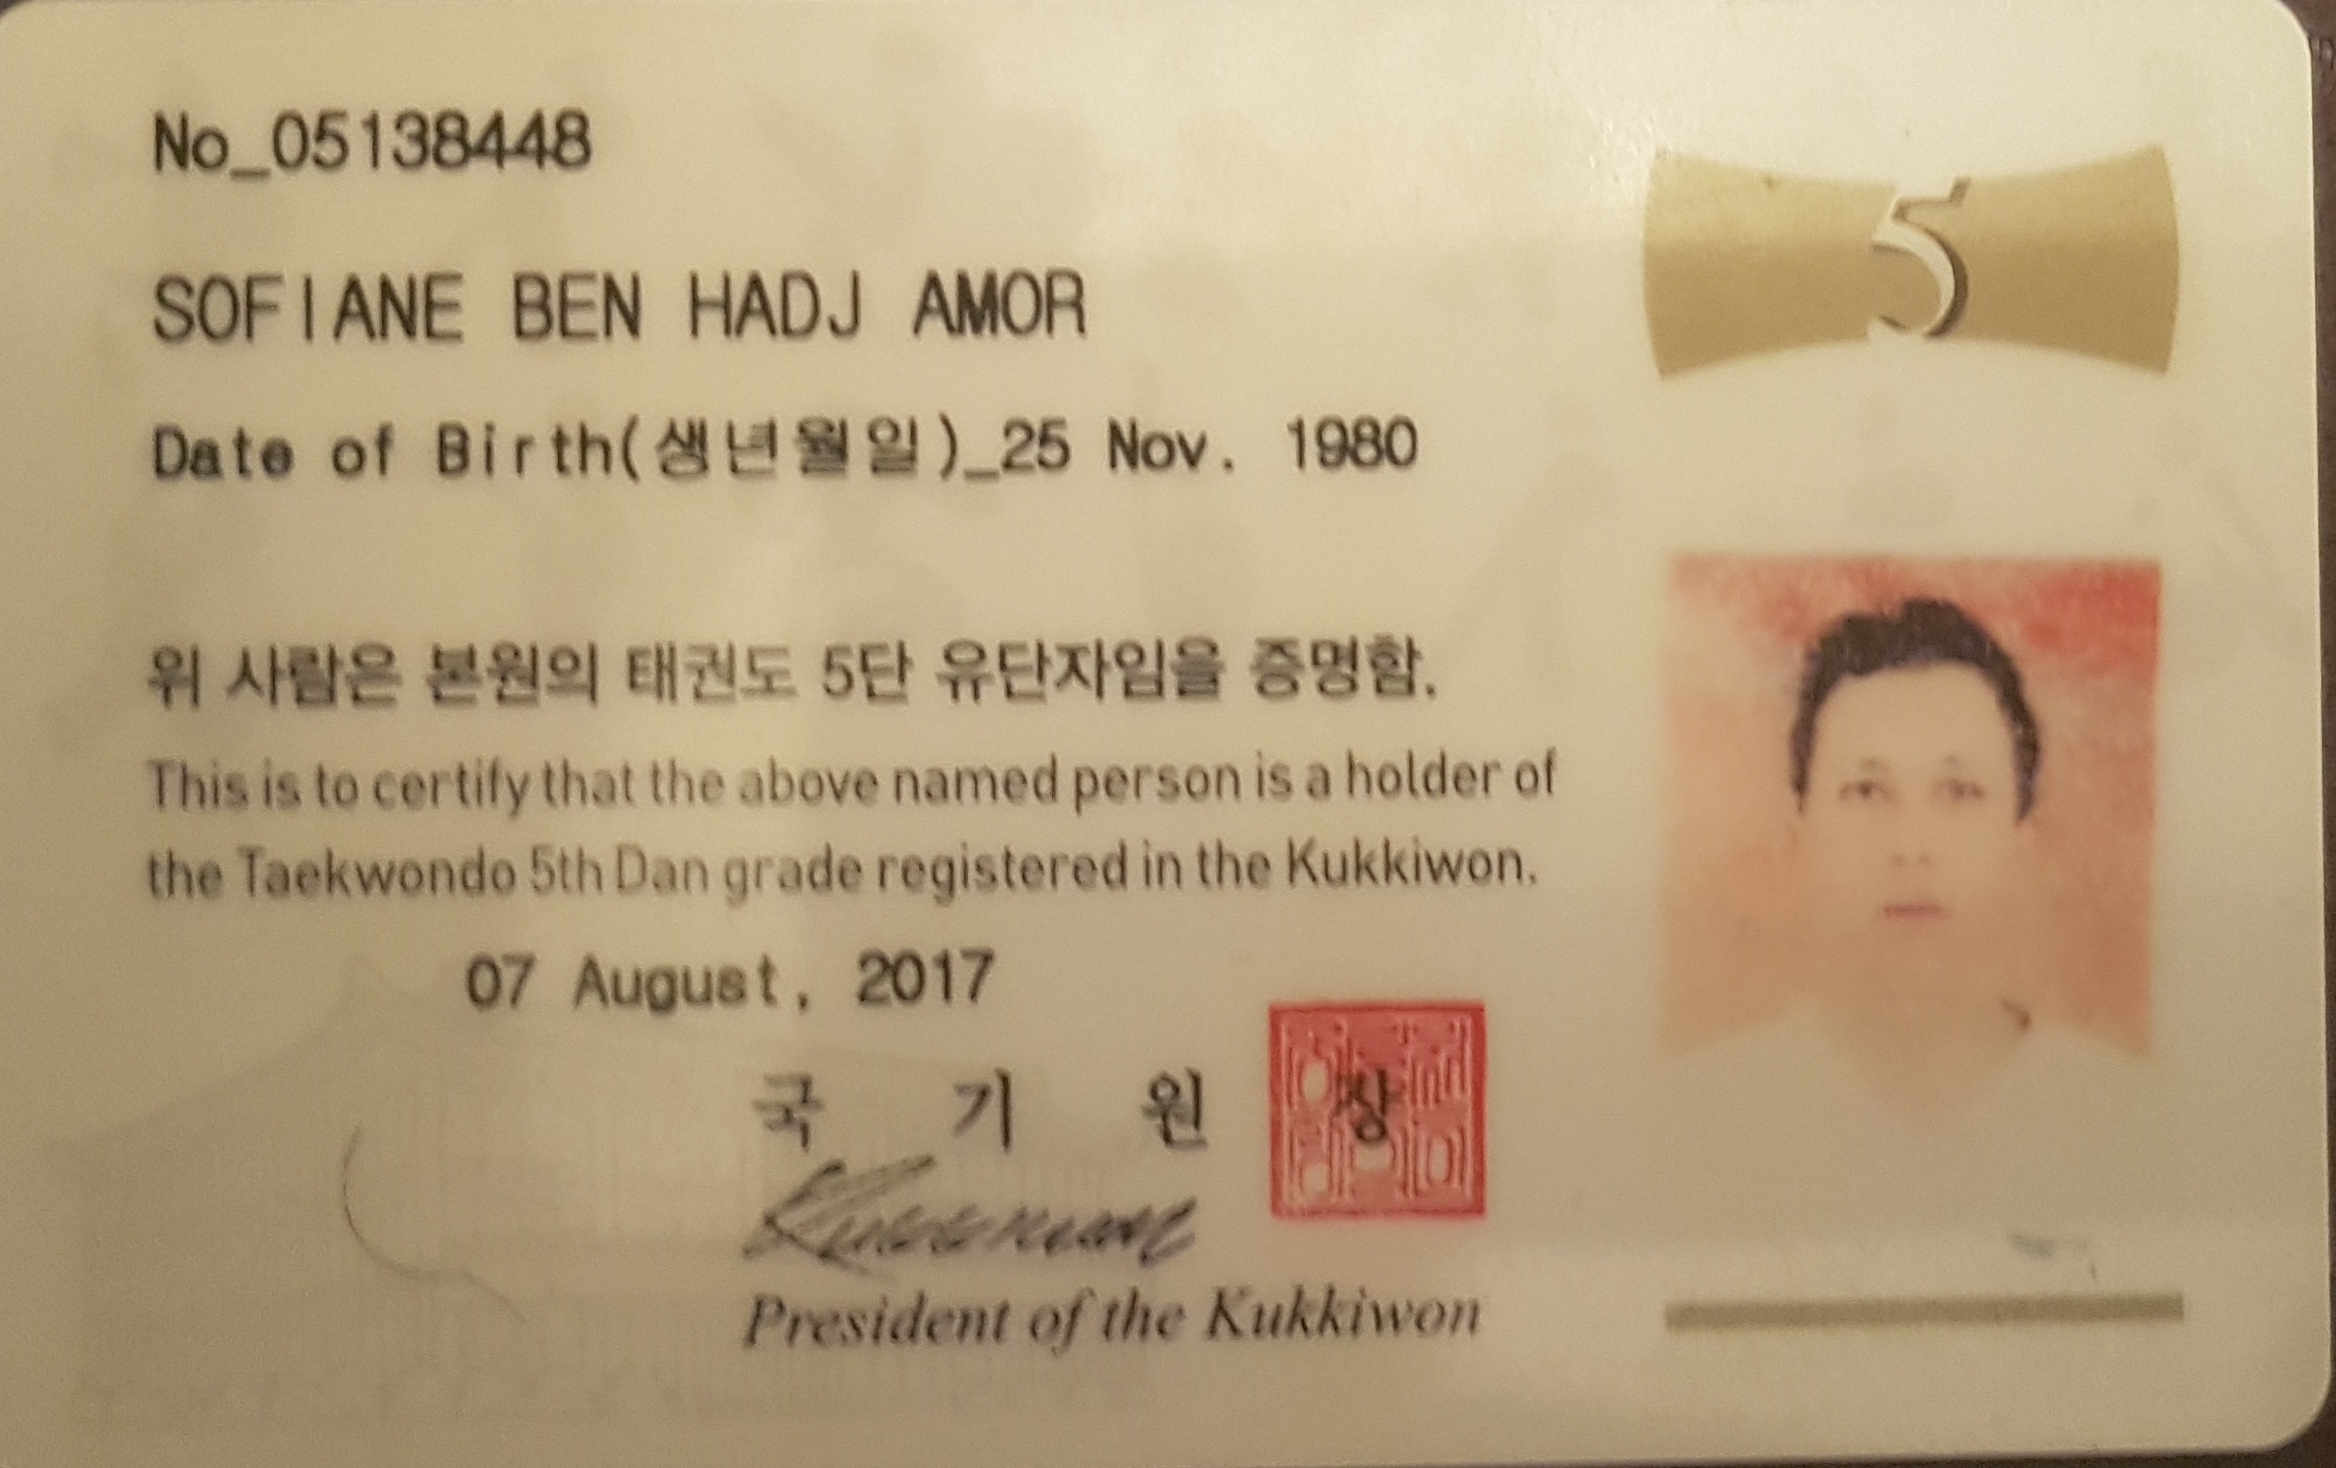 No_05138448
5
SOFIANE BEN HADJ AMOR
Date of Birth(생년월일)_25 Nov. 1980
위 사람은 본원의 태권도 5단 유단자임을 증명함.
This is to certify that the above named person is a holder of
the Taekwondo 5th Dan grade registered in the Kukkiwon.
07 August, 2017
국 기 원 장
President of the Kukkiwon